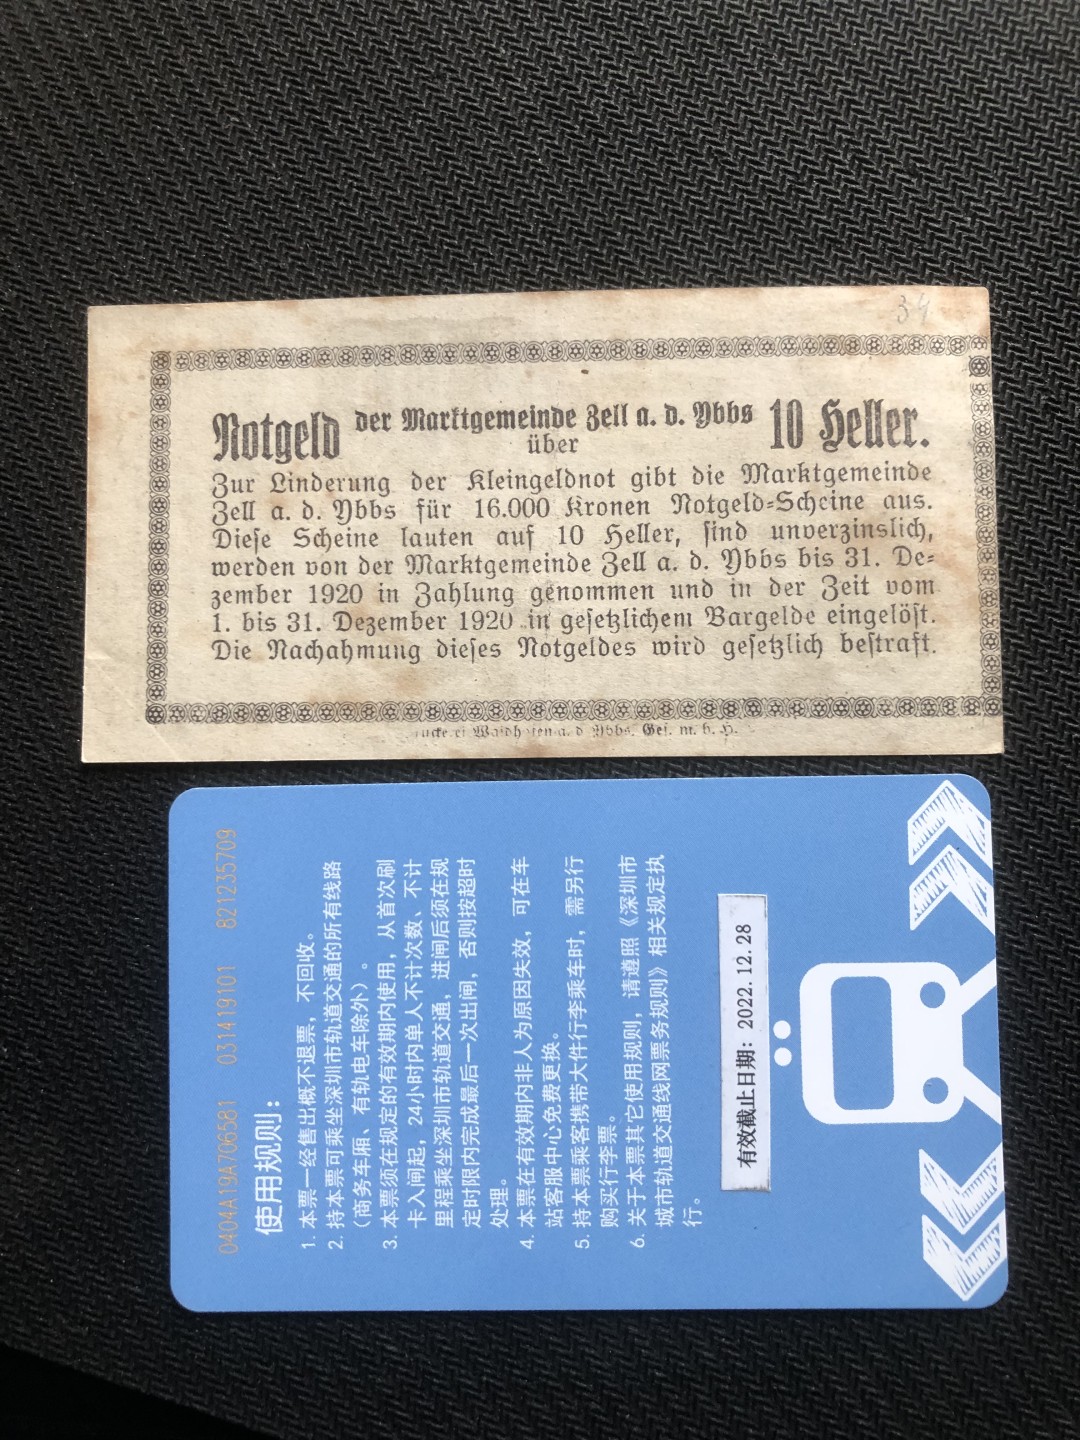 34
Notgeld der Marktgemeinde Zell a. d. Ybbs über 10 Heller.
Zur Linderung der Kleingeldnot gibt die Marktgemeinde
Zell a. d. Ybbs für 16.000 Kronen Notgeld-Scheine aus.
Diese Scheine lauten auf 10 Heller, sind unverzinslich,
werden von der Marktgemeinde Zell a. d. Ybbs bis 31. De-
zember 1920 in Zahlung genommen und in der Zeit vom
1. bis 31. Dezember 1920 in gesetzlichem Bargelde eingelöst.
Die Nachahmung dieses Notgeldes wird gesetzlich bestraft.
a. d. Ybbs, Ges. m. b. H.
0404A19A706581 031419101 821235709
使用规则：
1. 本票一经售出概不退票，不回收。
2. 持本票可乘坐深圳市轨道交通的所有线路
（商务车厢、有轨电车除外）。
3. 本票须在规定的有效期内使用，从首次刷
卡入闸起，24小时内单人不计次数、不计
里程乘坐深圳市轨道交通，进闸后须在规
定时限内完成最后一次出闸，否则按超时
处理。
4. 本票在有效期内非人为原因失效，可在车
站客服中心免费更换。
5. 持本票乘客携带大件行李乘车时，需另行
购买行李票。
6. 关于本票其它使用规则，请遵照《深圳市
城市轨道交通线网票务规则》相关规定执
行。
有效截止日期：2022.12.28